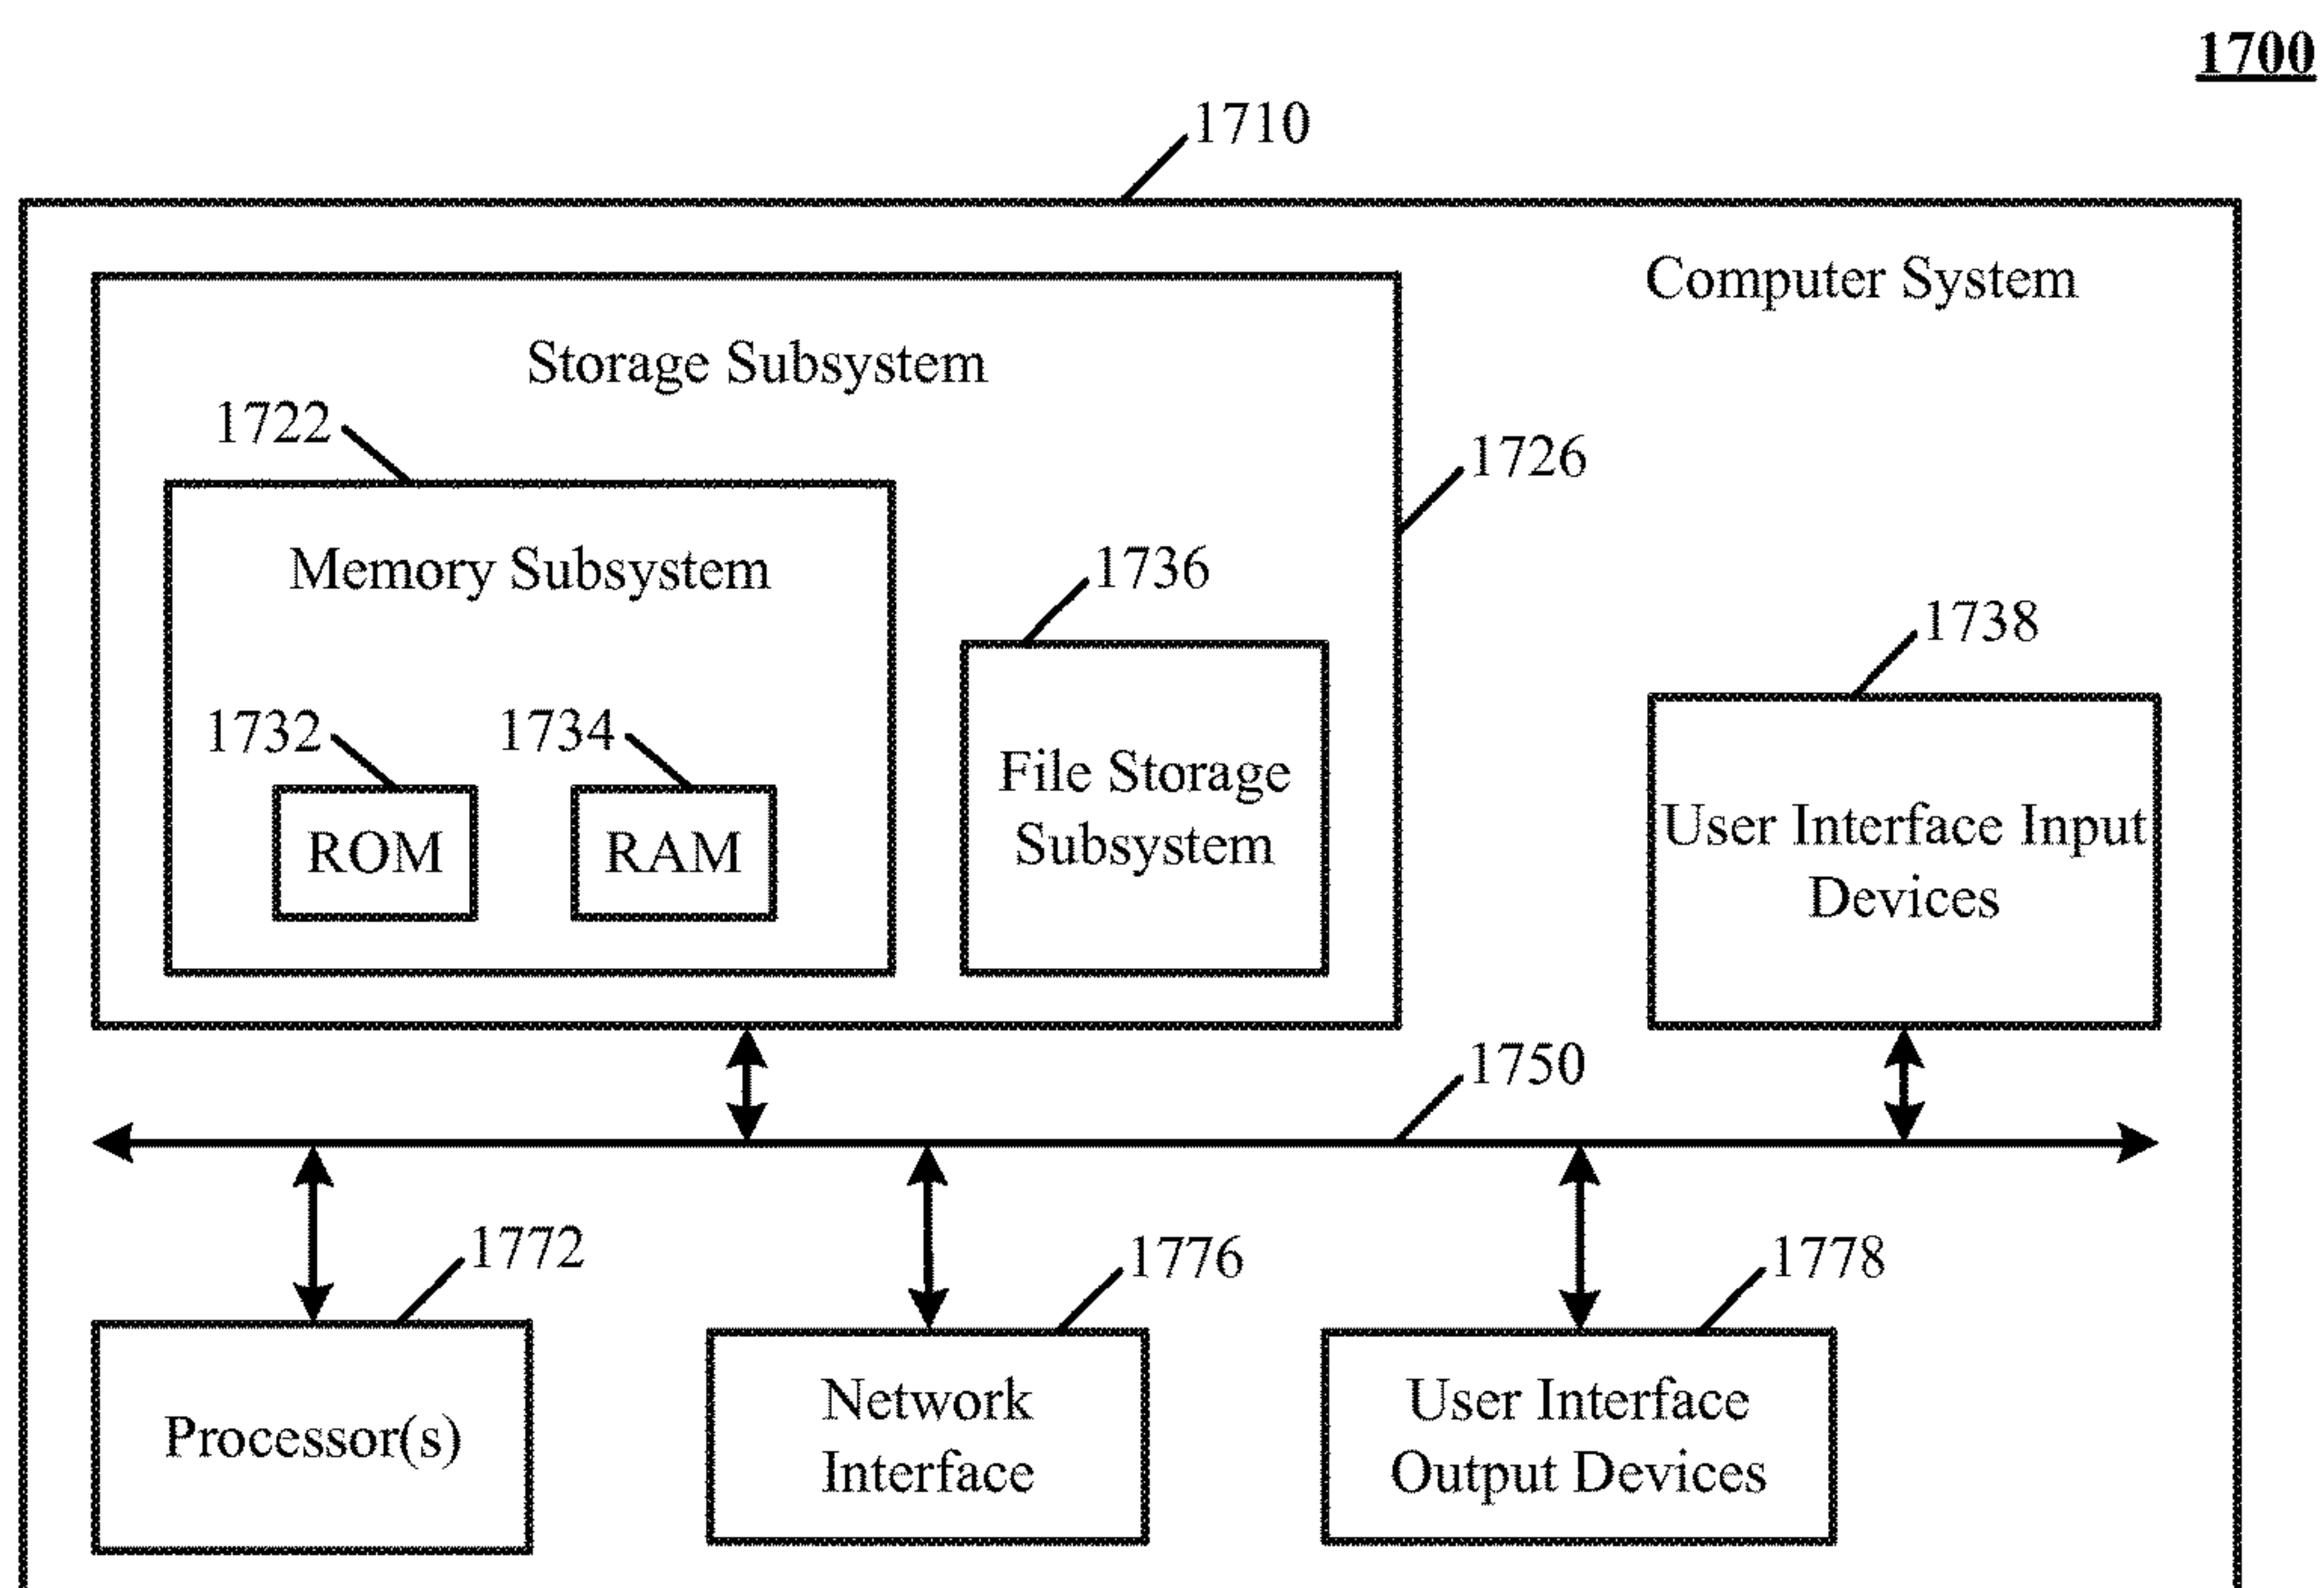 1700
1710
Computer System
Storage Subsystem
1722
1726
Memory Subsystem
1736
1738
1732
1734
File Storage
Subsystem
ROM
RAM
User Interface Input
Devices
1750
1772
1776
1778
Processor(s)
Network
Interface
User Interface
Output Devices